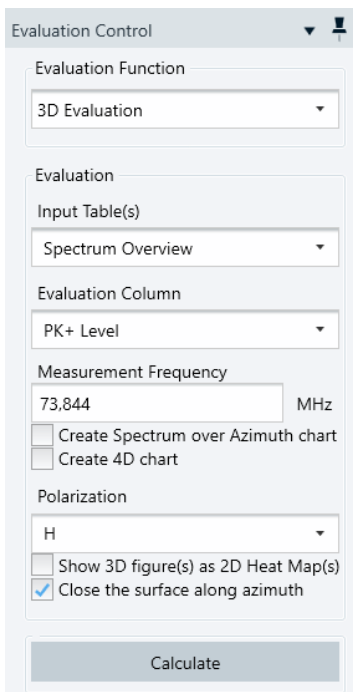 Evaluation Control
Evaluation Function
3D Evaluation
Evaluation
Input Table(s)
Spectrum Overview
Evaluation Column
PK+ Level
Measurement Frequency
73,844 MHz
Create Spectrum over Azimuth chart
Create 4D chart
Polarization
H
Show 3D figure(s) as 2D Heat Map(s)
Close the surface along azimuth
Calculate